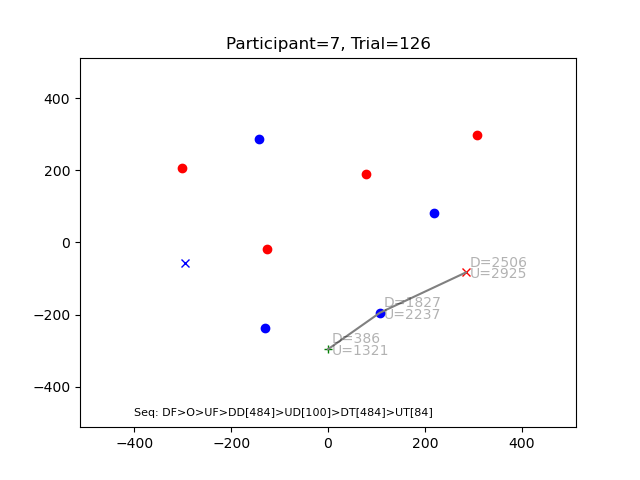 Participant=7, Trial=126
400
200
0
−200
−400
D=2506
U=2925
D=1827
U=2237
D=386
U=1321
Seq: DF>O>UF>DD[484]>UD[100]>DT[484]>UT[84]
−400 −200 0 200 400